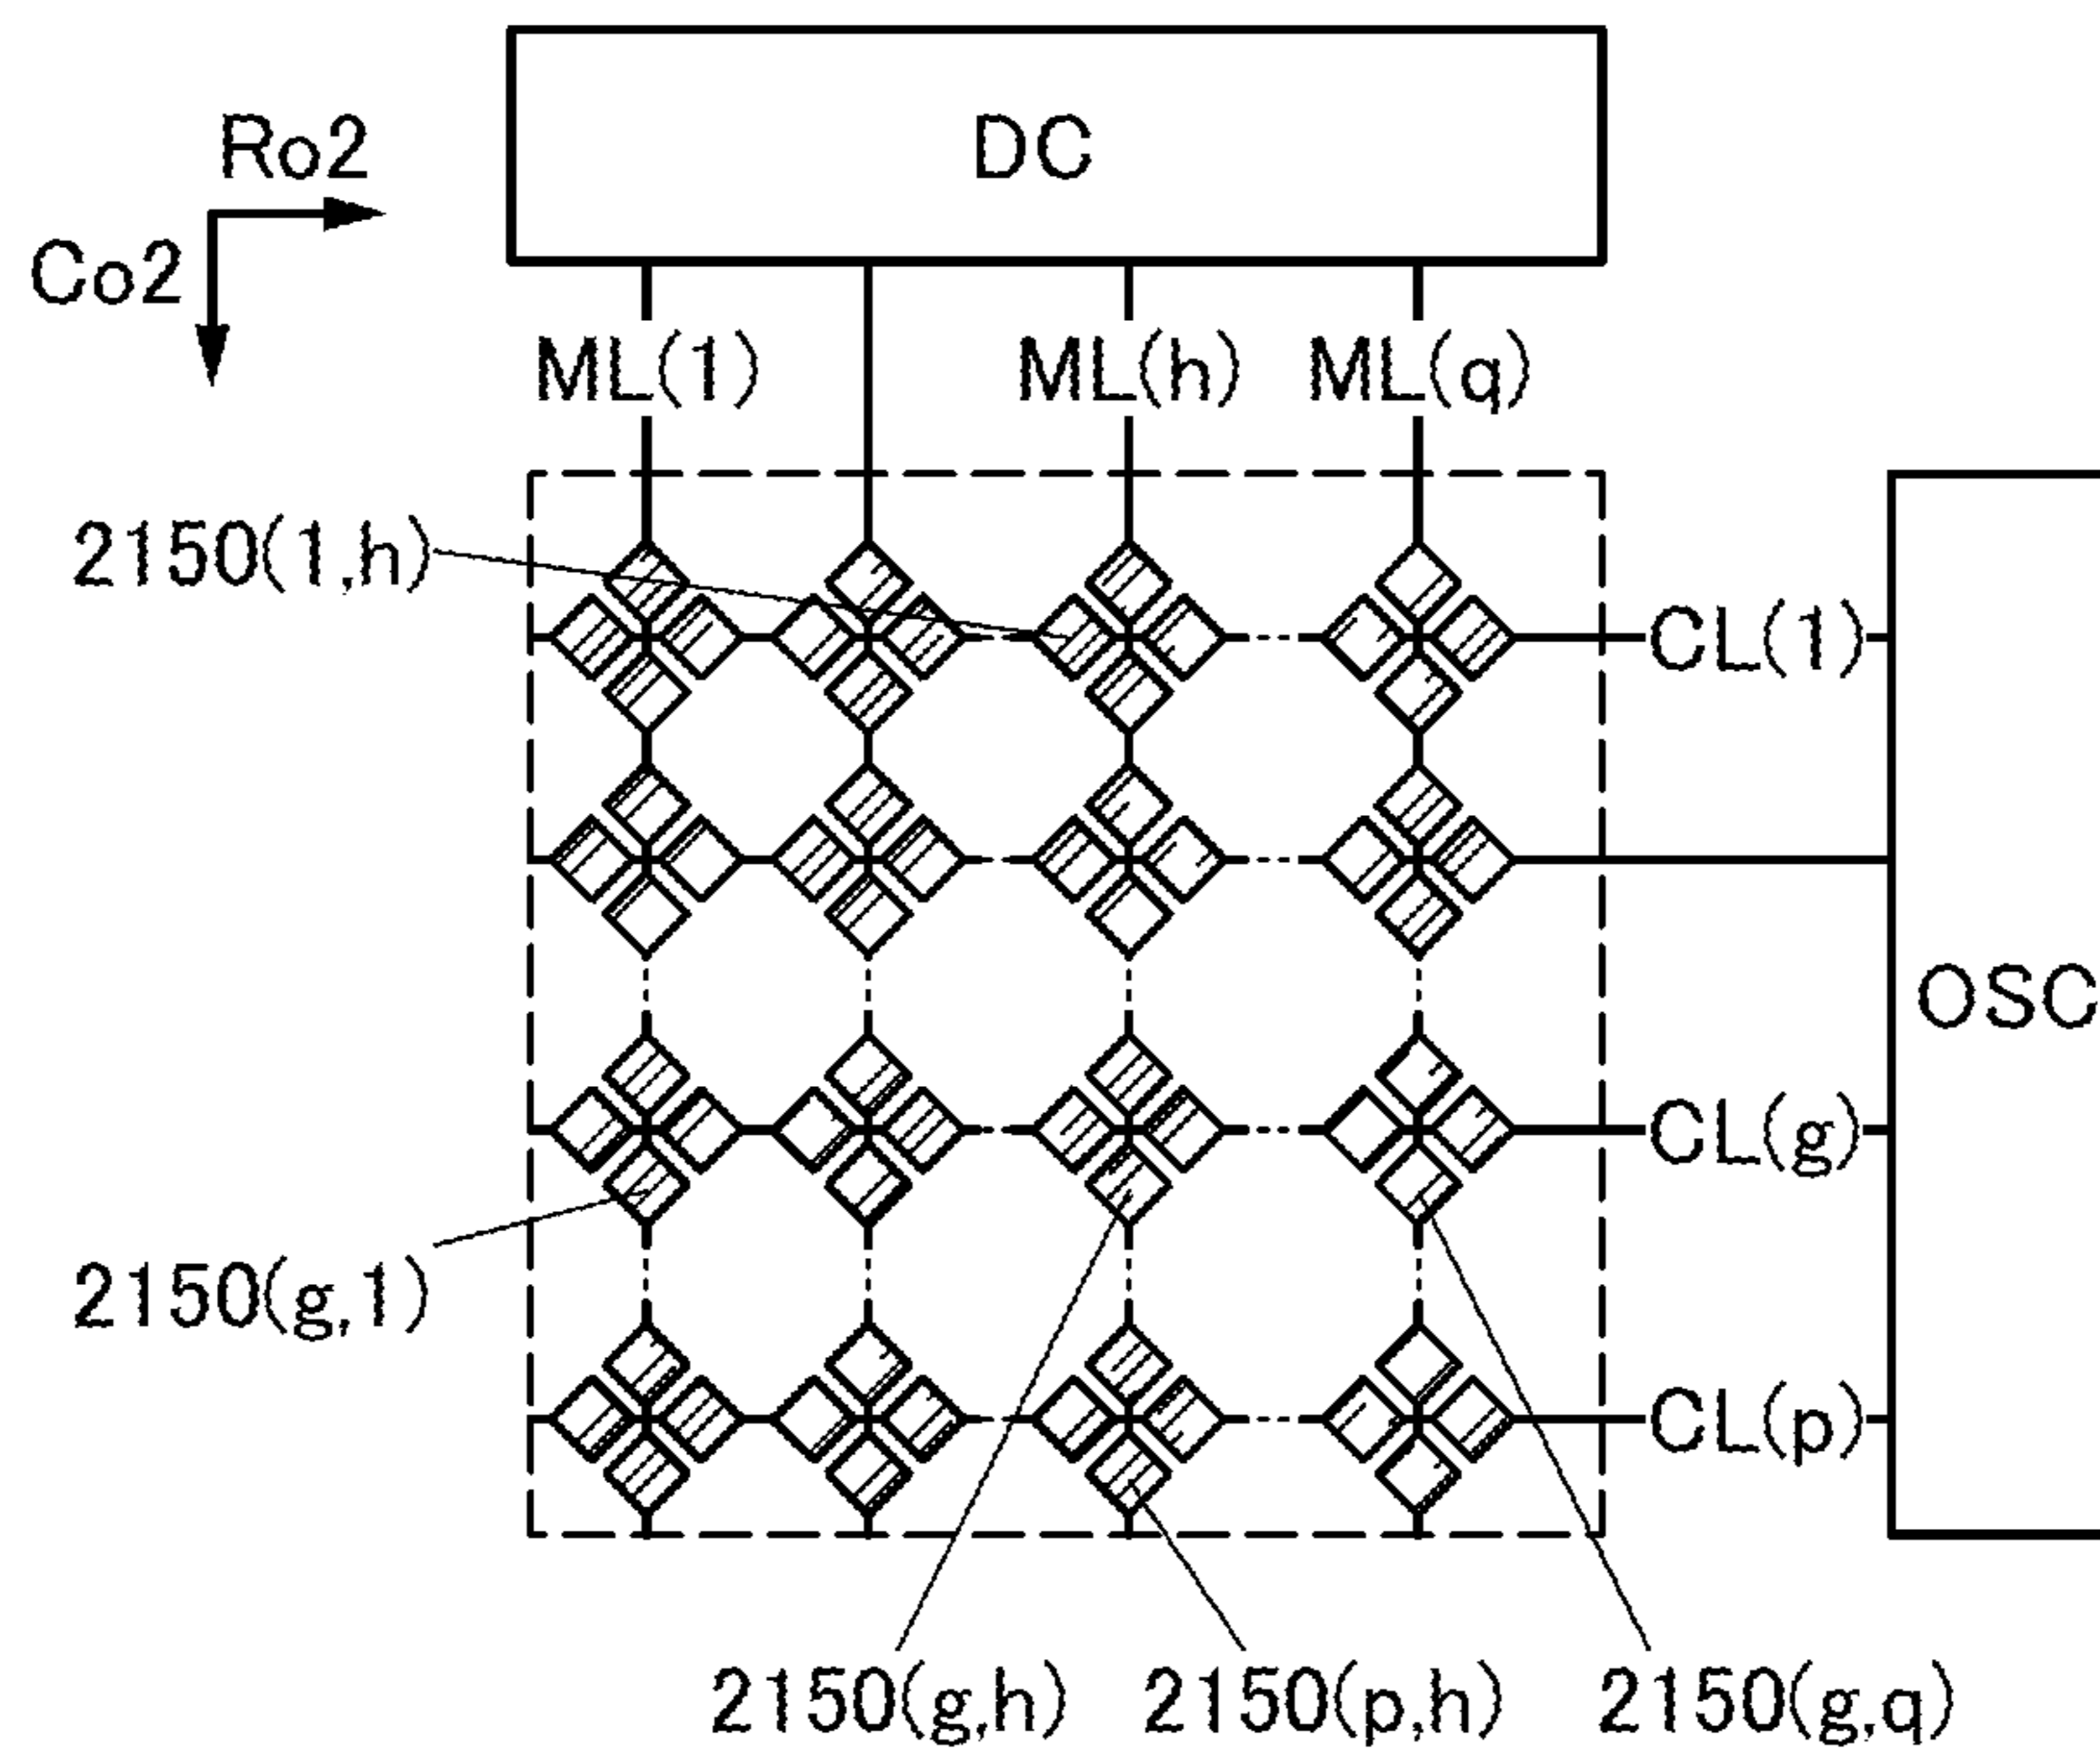 DC
Ro2
Co2
ML(1) ML(h) ML(q)
2150(1,h)
CL(1)
OSC
CL(g)
2150(g,1)
CL(p)
2150(g,h) 2150(p,h) 2150(g,q)